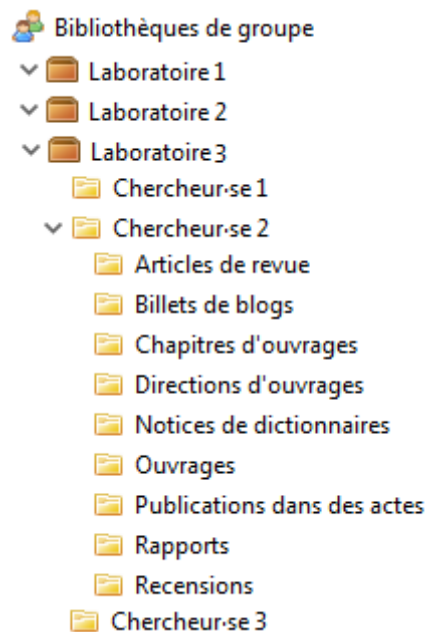 Bibliothèques de groupe
Laboratoire 1
Laboratoire 2
Laboratoire 3
Chercheur·se 1
Chercheur·se 2
Articles de revue
Billets de blogs
Chapitres d'ouvrages
Directions d'ouvrages
Notices de dictionnaires
Ouvrages
Publications dans des actes
Rapports
Recensions
Chercheur·se 3